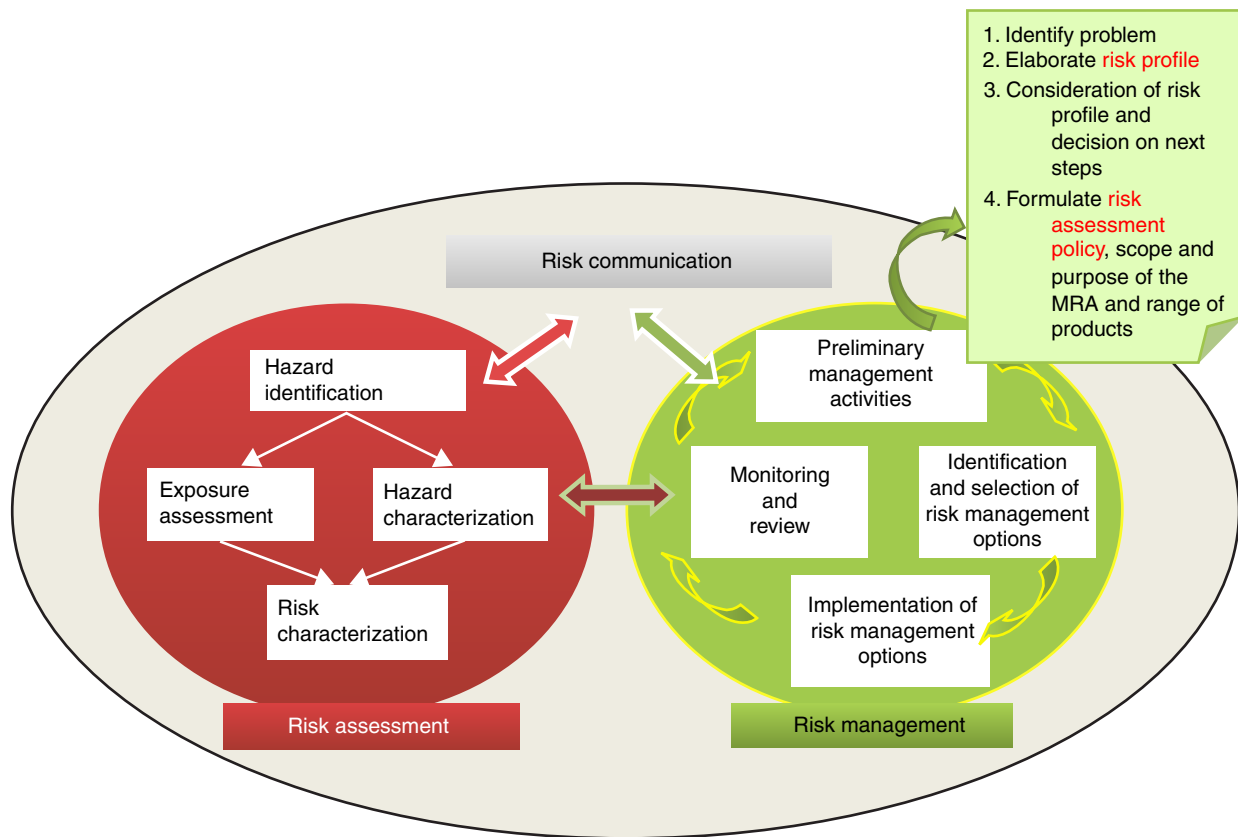 1. Identify problem
2. Elaborate risk profile
3. Consideration of risk
profile and
decision on next
steps
4. Formulate risk
assessment
policy, scope and
purpose of the
MRA and range of
products
Risk communication
Hazard
identification
Exposure
assessment
Hazard
characterization
Risk
characterization
Risk assessment
Preliminary
management
activities
Monitoring
and
review
Identification
and selection of
risk management
options
Implementation of
risk management
options
Risk management